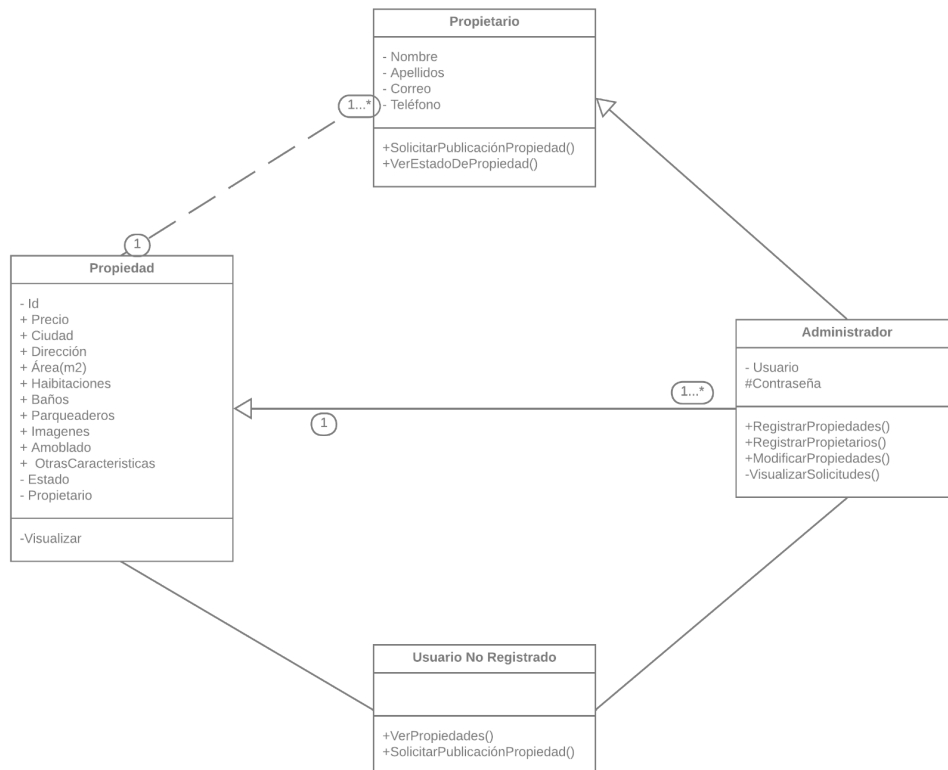 Propietario
- Nombre
- Apellidos
- Correo
- Teléfono
+SolicitarPublicaciónPropiedad()
+VerEstadoDePropiedad()
1...*
1
Propiedad
- Id
+ Precio
+ Ciudad
+ Dirección
+ Área(m2)
+ Haibitaciones
+ Baños
+ Parqueaderos
+ Imagenes
+ Amoblado
+  OtrasCaracteristicas
- Estado
- Propietario
-Visualizar
1
1...*
Administrador
- Usuario
#Contraseña
+RegistrarPropiedades()
+RegistrarPropietarios()
+ModificarPropiedades()
-VisualizarSolicitudes()
Usuario No Registrado
+VerPropiedades()
+SolicitarPublicaciónPropiedad()